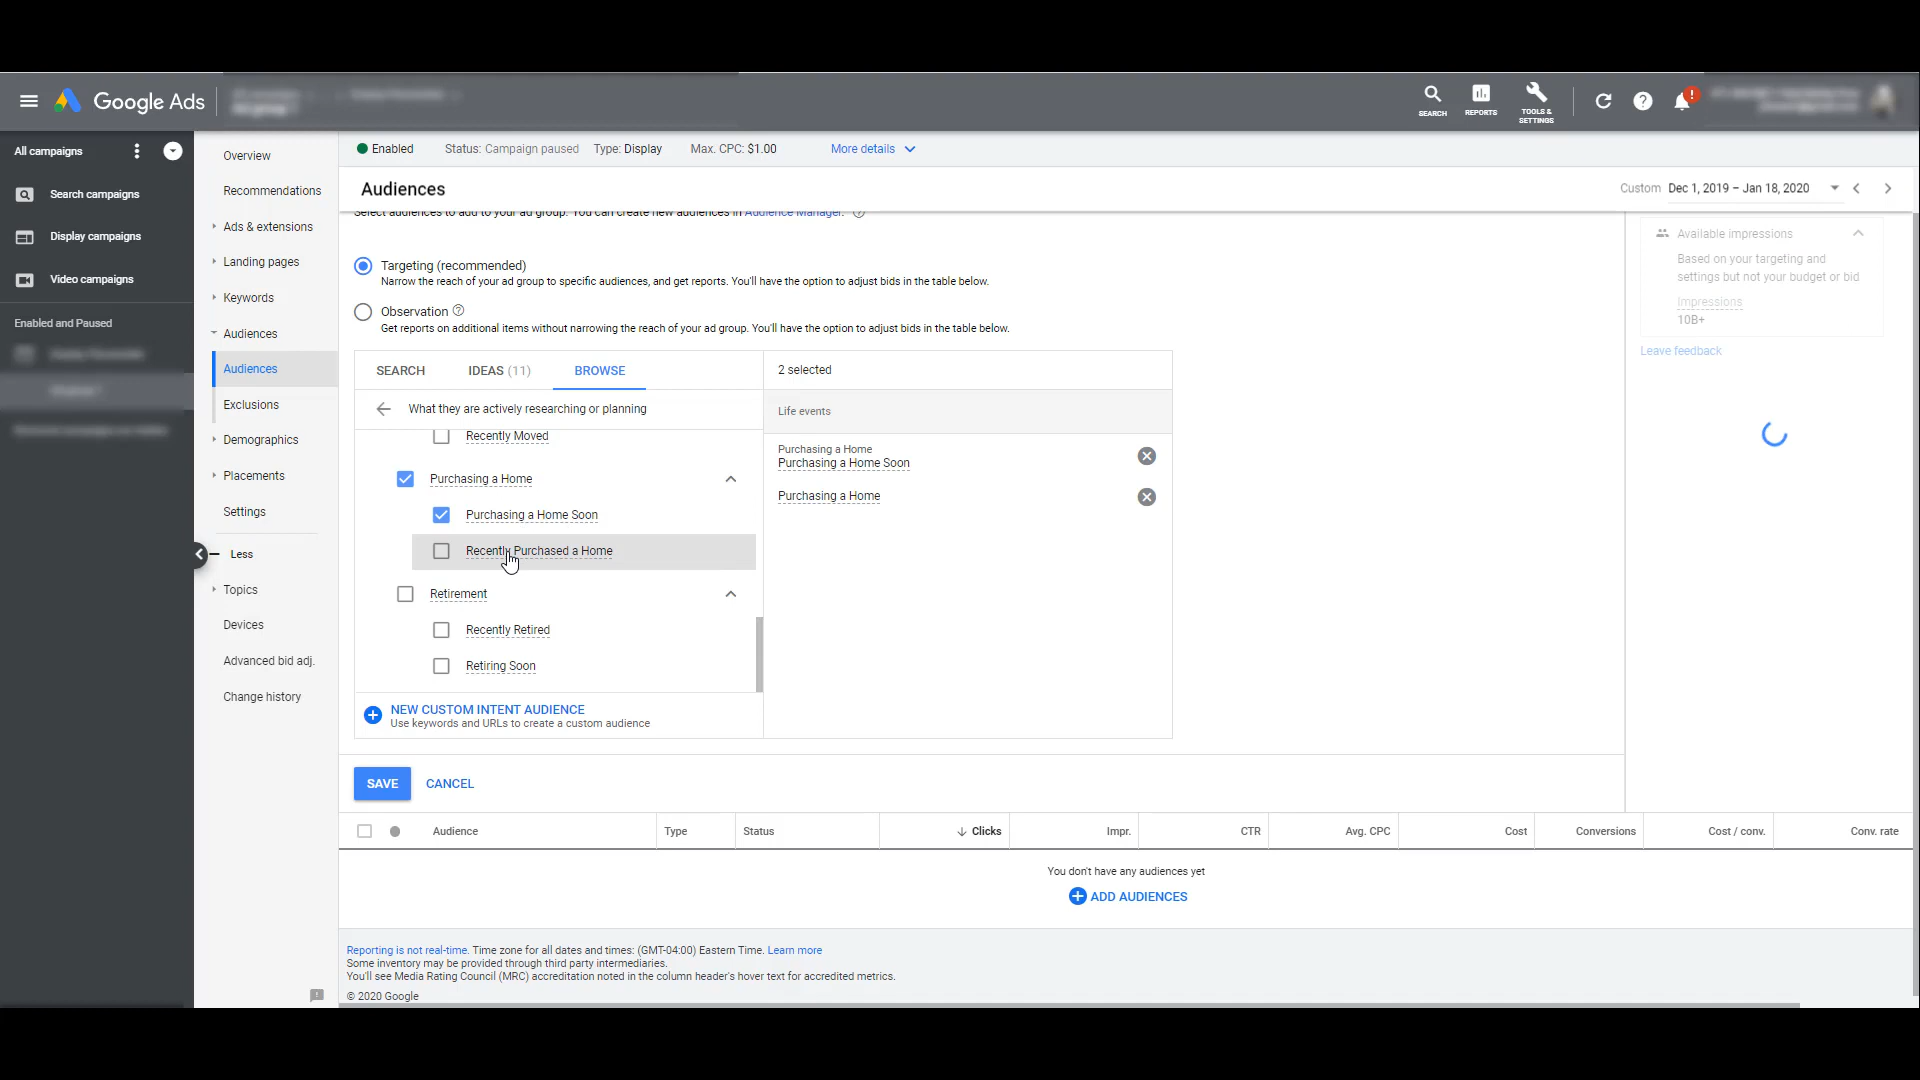 Google Ads
SEARCH
REPORTS
TOOLS &
SETTINGS
!
All campaigns
Search campaigns
Display campaigns
Video campaigns
Enabled and Paused
Overview
Recommendations
Ads & extensions
Landing pages
Keywords
Audiences
Audiences
Exclusions
Demographics
Placements
Settings
Less
Topics
Devices
Advanced bid adj.
Change history
Enabled
Status: Campaign paused
Type: Display
Max. CPC: $1.00
More details
Audiences
Custom
Dec 1, 2019 – Jan 18, 2020
Select audiences to add to your ad group. You can create new audiences in Audience Manager.
Targeting (recommended)
Narrow the reach of your ad group to specific audiences, and get reports. You'll have the option to adjust bids in the table below.
Observation
Get reports on additional items without narrowing the reach of your ad group. You'll have the option to adjust bids in the table below.
SEARCH
IDEAS (11)
BROWSE
What they are actively researching or planning
Recently Moved
Purchasing a Home
Purchasing a Home Soon
Recently Purchased a Home
Retirement
Recently Retired
Retiring Soon
NEW CUSTOM INTENT AUDIENCE
Use keywords and URLs to create a custom audience
2 selected
Life events
Purchasing a Home
Purchasing a Home Soon
Purchasing a Home
Available impressions
Based on your targeting and
settings but not your budget or bid
Impressions
10B+
Leave feedback
SAVE
CANCEL
Audience
Type
Status
Clicks
Impr.
CTR
Avg. CPC
Cost
Conversions
Cost / conv.
Conv. rate
You don't have any audiences yet
ADD AUDIENCES
Reporting is not real-time. Time zone for all dates and times: (GMT-04:00) Eastern Time. Learn more
Some inventory may be provided through third party intermediaries.
You'll see Media Rating Council (MRC) accreditation noted in the column header's hover text for accredited metrics.
© 2020 Google